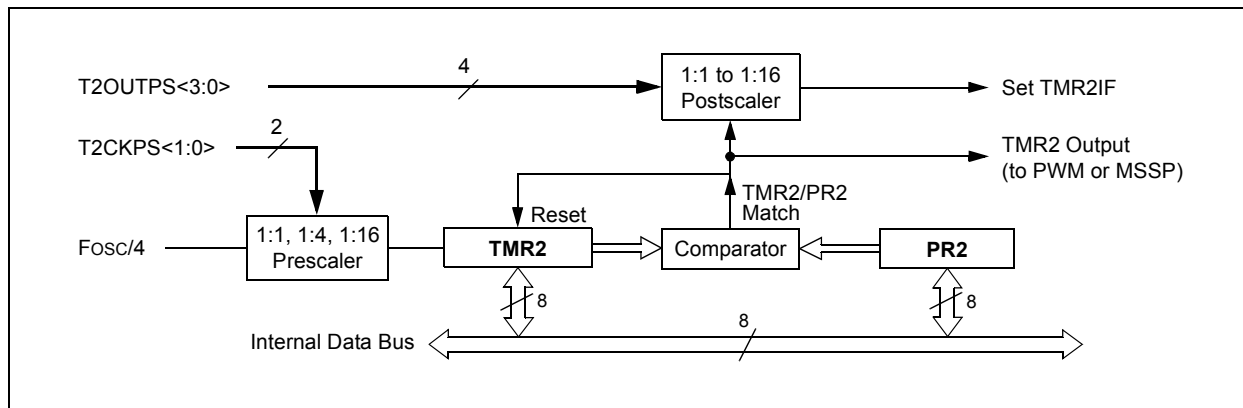 T2OUTPS<3:0>
4
1:1 to 1:16
Postscaler
Set TMR2IF
T2CKPS<1:0>
2
TMR2 Output
(to PWM or MSSP)
TMR2/PR2
Match
Reset
FOSC/4
1:1, 1:4, 1:16
Prescaler
TMR2
Comparator
PR2
8
8
Internal Data Bus
8